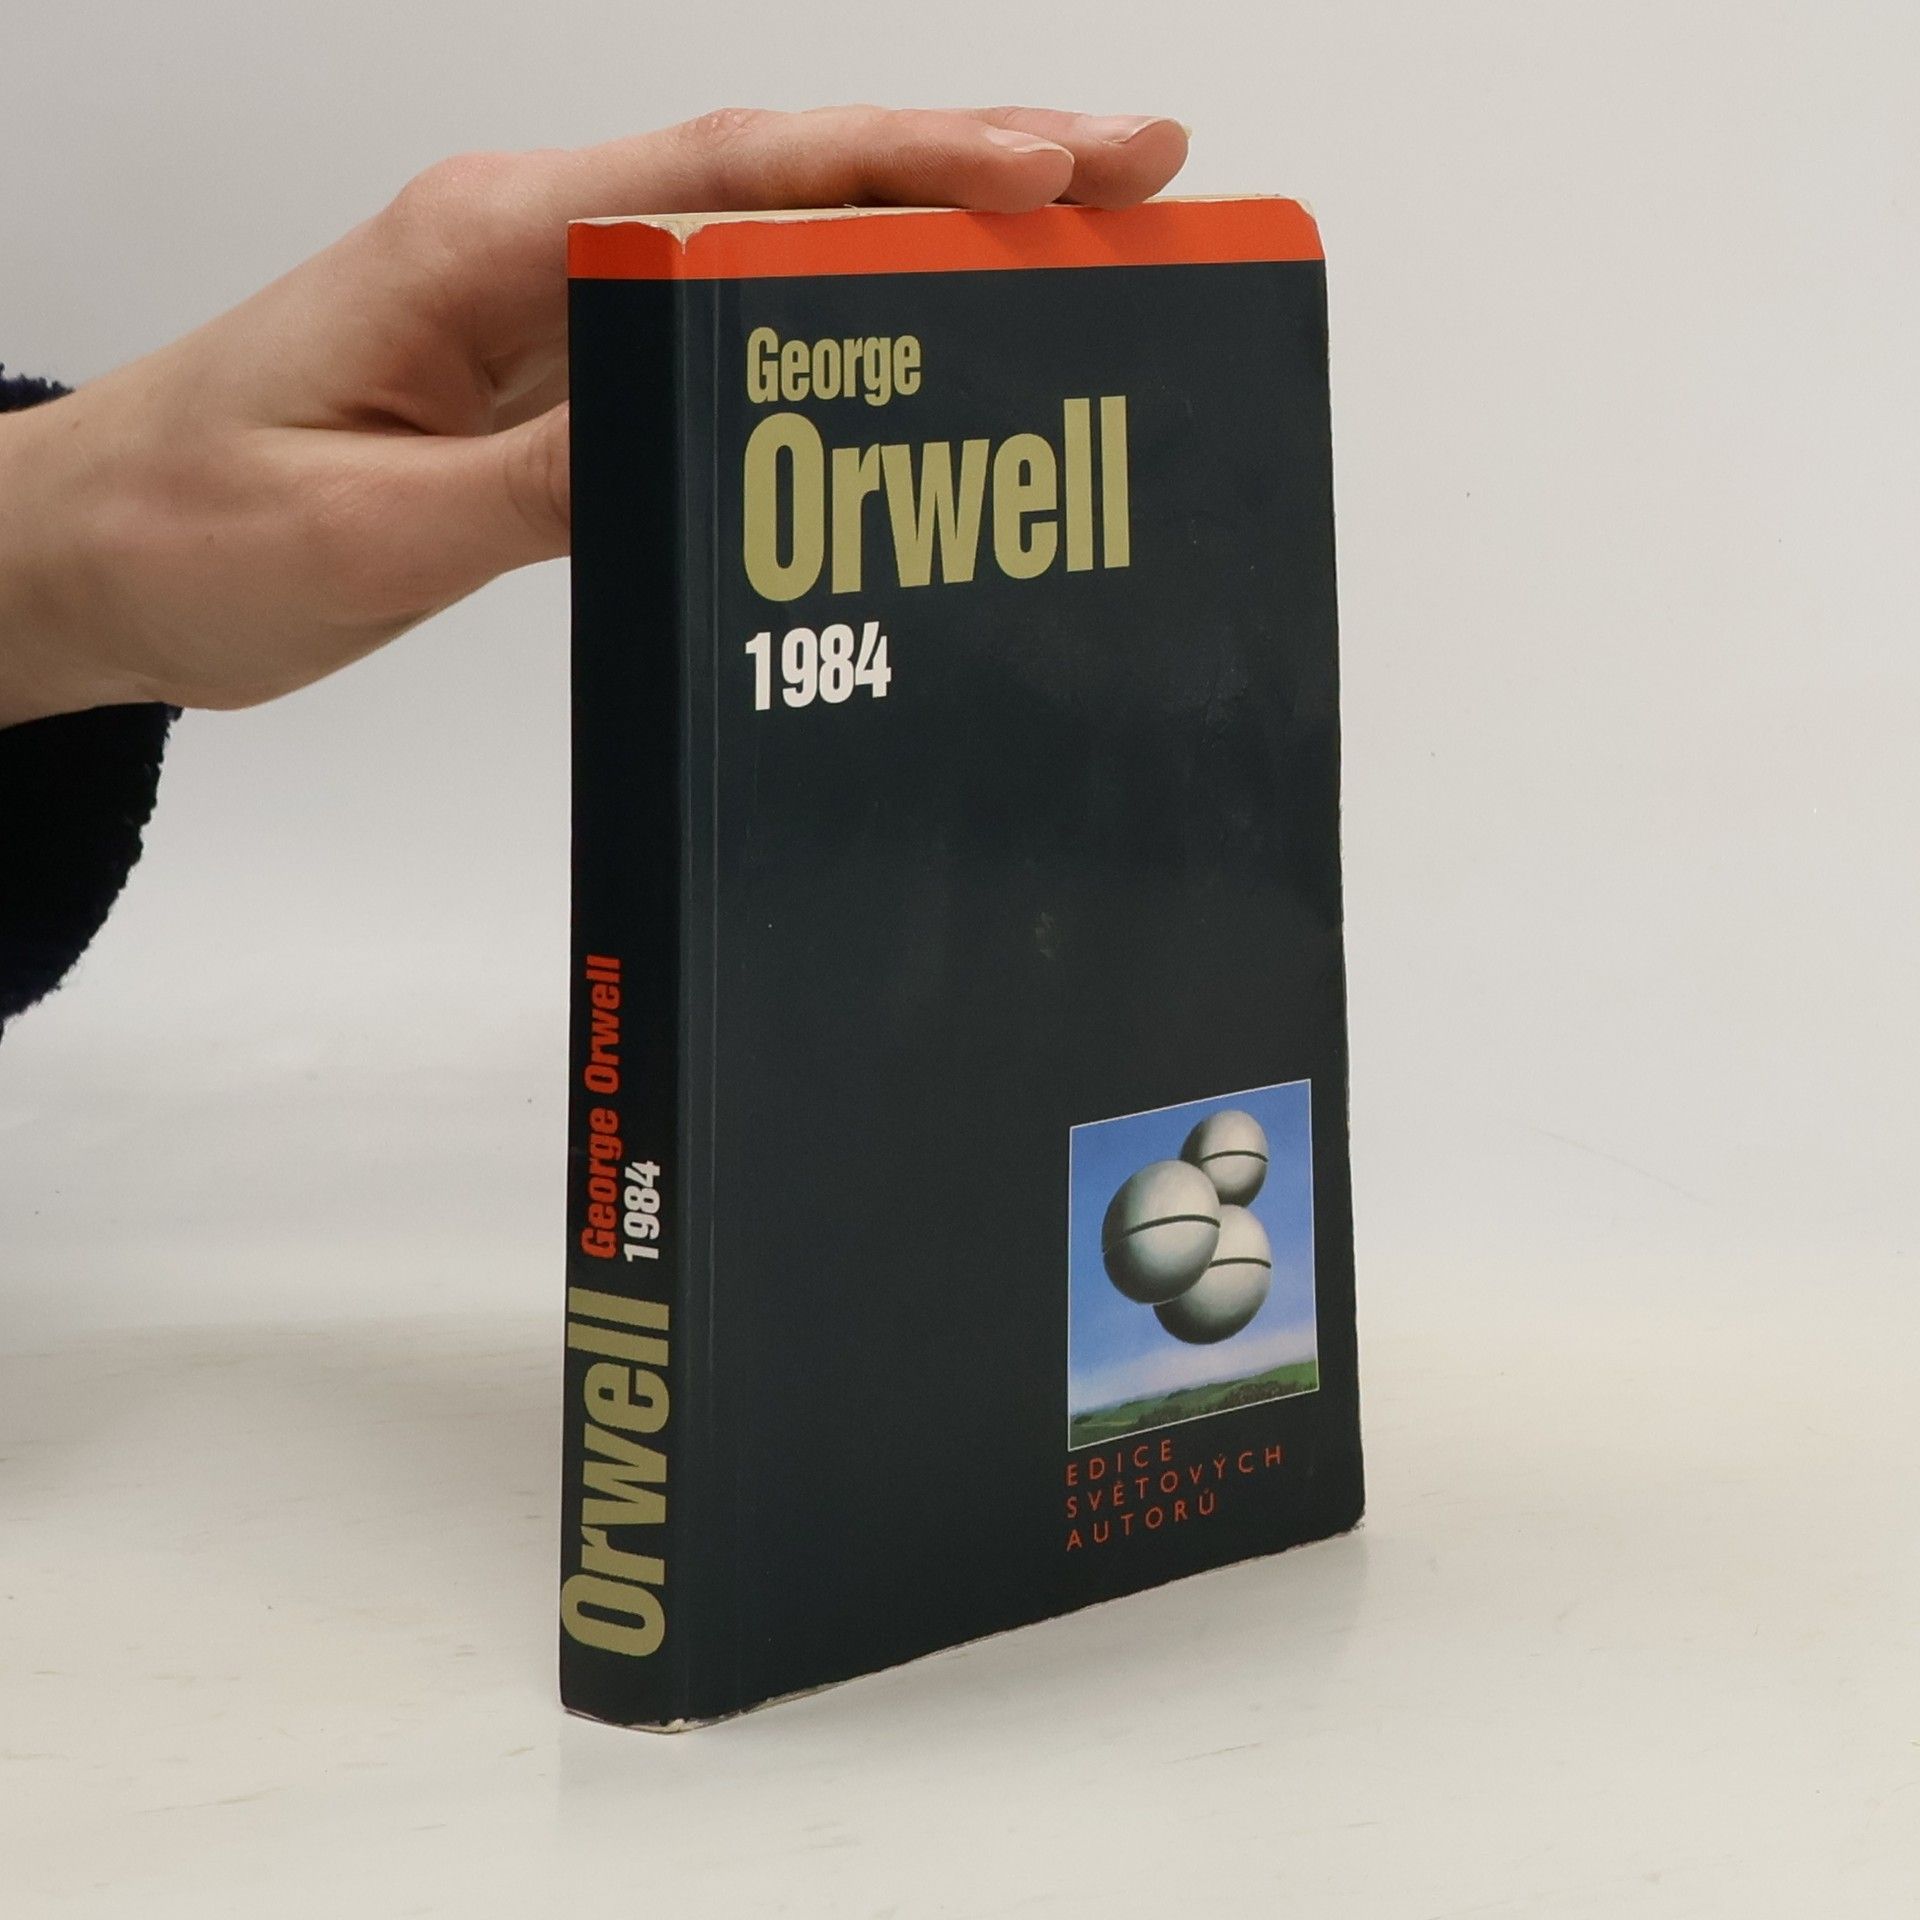 George
Orwell
1984
EDICE
SVĚTOVÝCH
AUTORŮ
George Orwell
1984
Orwell